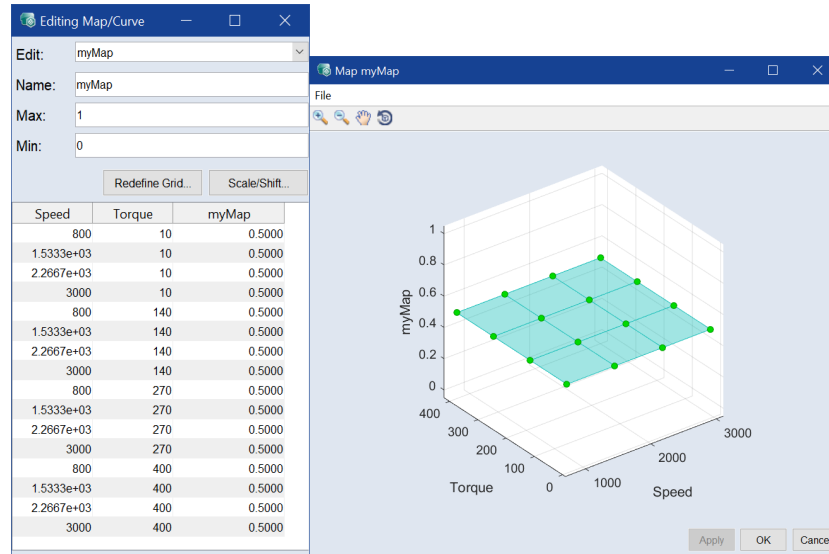 Editing Map/Curve
Edit: myMap
Name: myMap
Max: 1
Min: 0
Redefine Grid... Scale/Shift...
Speed Torque myMap
800 10 0.5000
1.5333e+03 10 0.5000
2.2667e+03 10 0.5000
3000 10 0.5000
800 140 0.5000
1.5333e+03 140 0.5000
2.2667e+03 140 0.5000
3000 140 0.5000
800 270 0.5000
1.5333e+03 270 0.5000
2.2667e+03 270 0.5000
3000 270 0.5000
800 400 0.5000
1.5333e+03 400 0.5000
2.2667e+03 400 0.5000
3000 400 0.5000
Map myMap
File
1
0.8
0.6
0.4
0.2
0
myMap
400
300
200
100
0
Torque
1000
2000
3000
Speed
Apply OK Cance